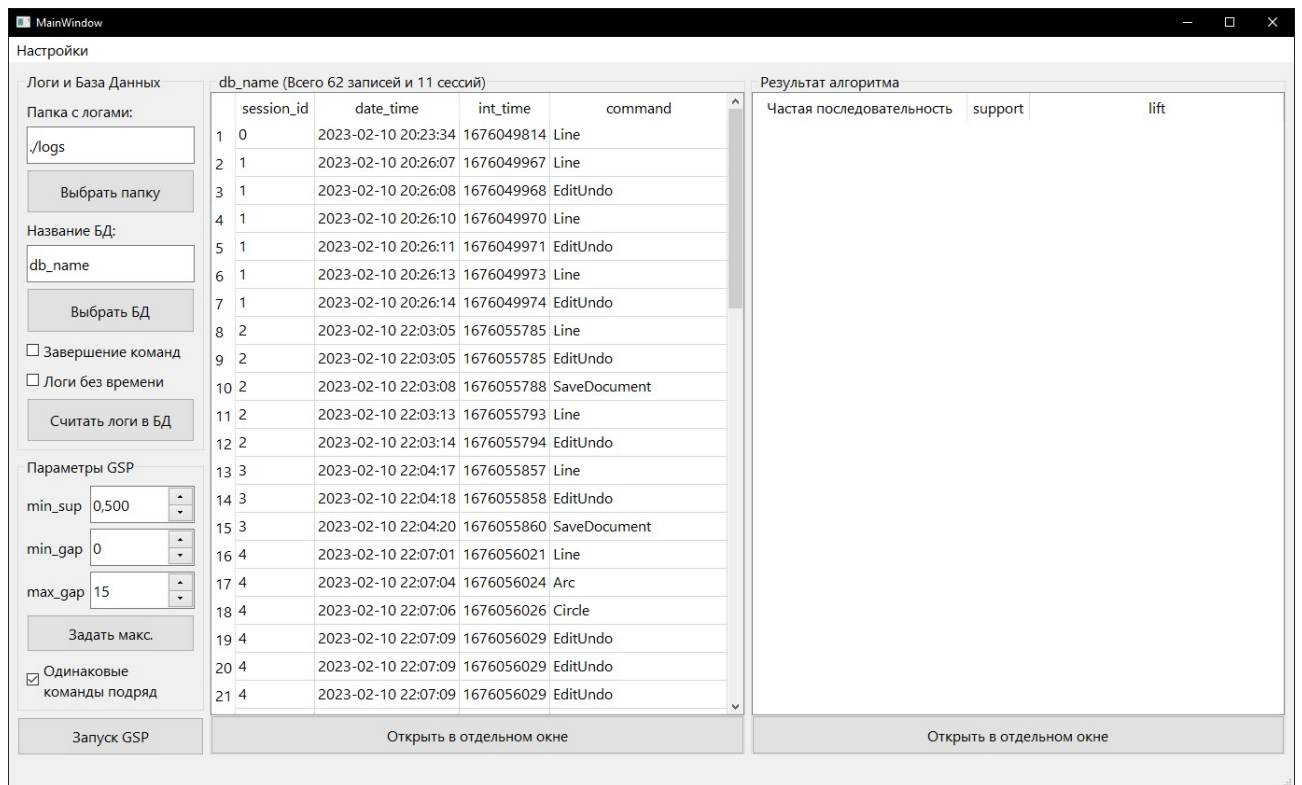 MainWindow
Настройки
Логи и База Данных
Папка с логами:
./logs
Выбрать папку
Название БД:
db_name
Выбрать БД
Завершение команд
Логи без времени
Считать логи в БД
Параметры GSP
min_sup 0,500
min_gap 0
max_gap 15
Задать макс.
Одинаковые
команды подряд
Запуск GSP
db_name (Всего 62 записей и 11 сессий)
session_id date_time int_time command
1 0 2023-02-10 20:23:34 1676049814 Line
2 1 2023-02-10 20:26:07 1676049967 Line
3 1 2023-02-10 20:26:08 1676049968 EditUndo
4 1 2023-02-10 20:26:10 1676049970 Line
5 1 2023-02-10 20:26:11 1676049971 EditUndo
6 1 2023-02-10 20:26:13 1676049973 Line
7 1 2023-02-10 20:26:14 1676049974 EditUndo
8 2 2023-02-10 22:03:05 1676055785 Line
9 2 2023-02-10 22:03:05 1676055785 EditUndo
10 2 2023-02-10 22:03:08 1676055788 SaveDocument
11 2 2023-02-10 22:03:13 1676055793 Line
12 2 2023-02-10 22:03:14 1676055794 EditUndo
13 3 2023-02-10 22:04:17 1676055857 Line
14 3 2023-02-10 22:04:18 1676055858 EditUndo
15 3 2023-02-10 22:04:20 1676055860 SaveDocument
16 4 2023-02-10 22:07:01 1676056021 Line
17 4 2023-02-10 22:07:04 1676056024 Arc
18 4 2023-02-10 22:07:06 1676056026 Circle
19 4 2023-02-10 22:07:09 1676056029 EditUndo
20 4 2023-02-10 22:07:09 1676056029 EditUndo
21 4 2023-02-10 22:07:09 1676056029 EditUndo
Открыть в отдельном окне
Результат алгоритма
Частая последовательность support lift
Открыть в отдельном окне